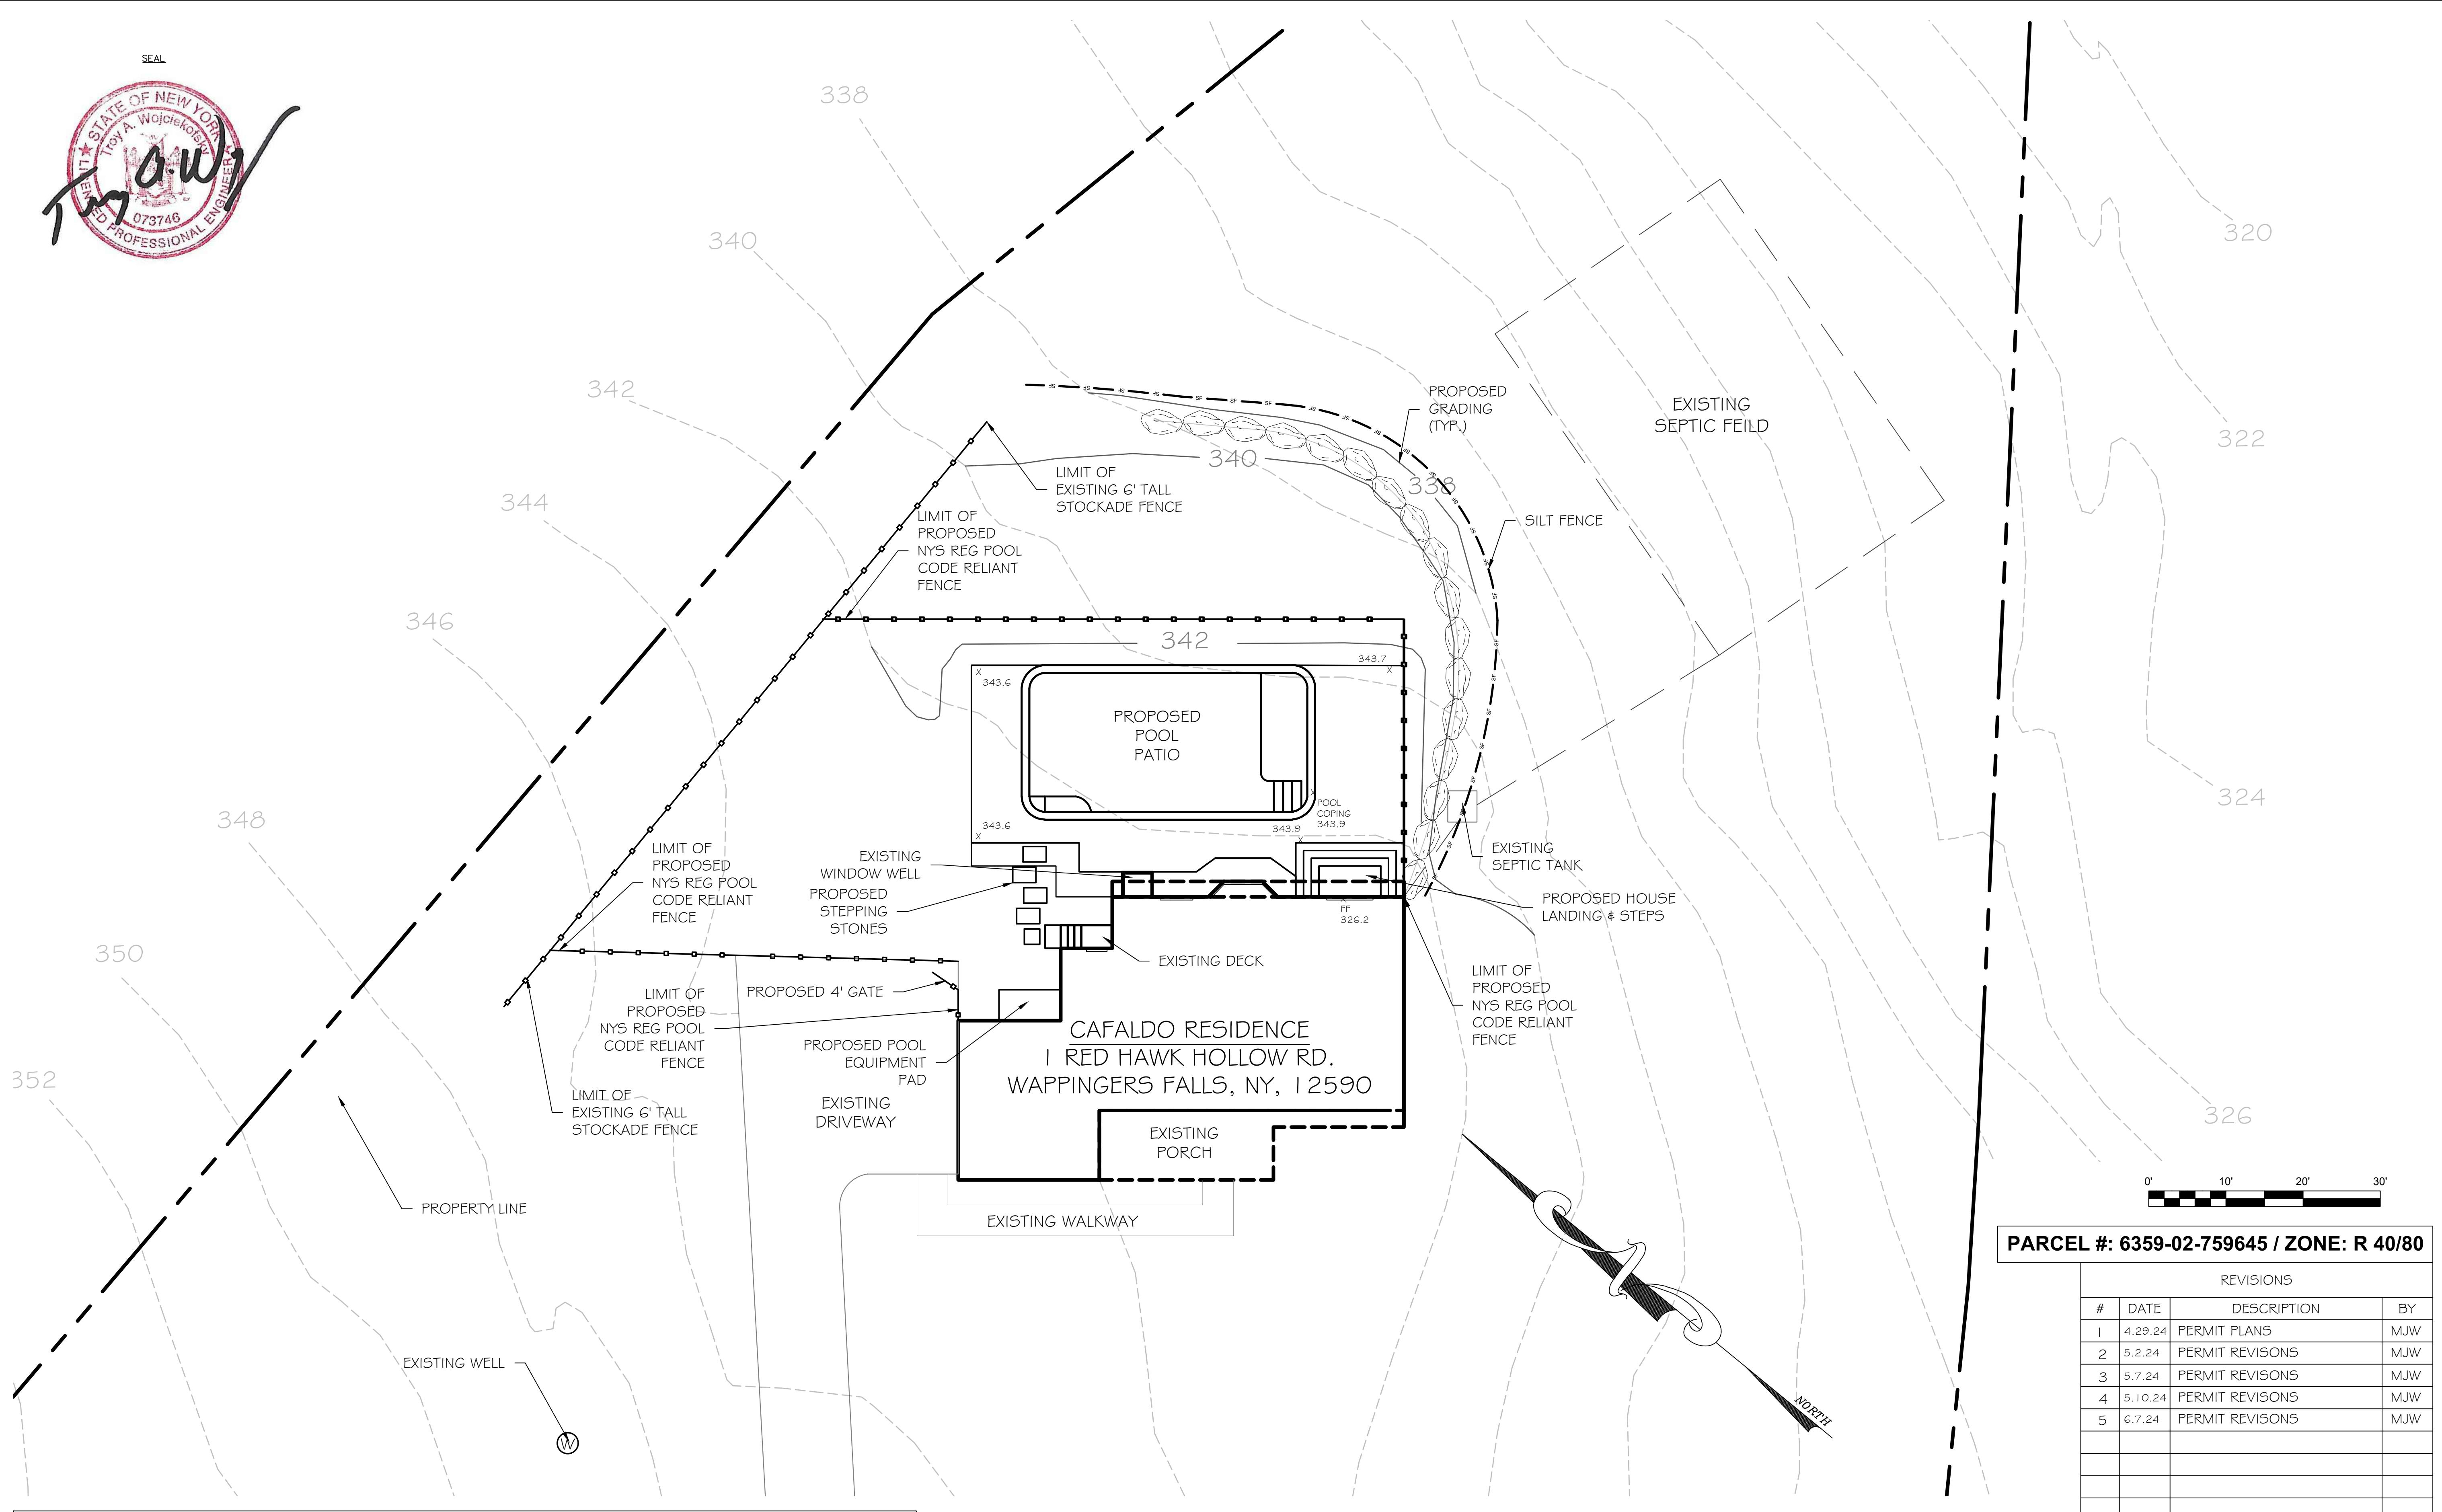 SEAL
STATE OF NEW YORK
Troy A. Wojciekofsky
073746
LICENSED PROFESSIONAL ENGINEER
338
340
342
344
346
348
350
352
320
322
324
326
PROPOSED
GRADING
(TYP.)
EXISTING
SEPTIC FEILD
340
338
LIMIT OF
EXISTING 6' TALL
STOCKADE FENCE
LIMIT OF
PROPOSED
NYS REG POOL
CODE RELIANT
FENCE
SILT FENCE
SF
342
343.7
X
X
343.6
PROPOSED
POOL
PATIO
343.6
X
X
POOL
COPING
343.9
343.9
X
LIMIT OF
PROPOSED
NYS REG POOL
CODE RELIANT
FENCE
EXISTING
WINDOW WELL
PROPOSED
STEPPING
STONES
EXISTING
SEPTIC TANK
PROPOSED HOUSE
LANDING & STEPS
X
FF
326.2
EXISTING DECK
LIMIT OF
PROPOSED
NYS REG POOL
CODE RELIANT
FENCE
PROPOSED 4' GATE
LIMIT OF
PROPOSED
NYS REG POOL
CODE RELIANT
FENCE
PROPOSED POOL
EQUIPMENT
PAD
CAFALDO RESIDENCE
1 RED HAWK HOLLOW RD.
WAPPINGERS FALLS, NY, 12590
LIMIT OF
EXISTING 6' TALL
STOCKADE FENCE
EXISTING
DRIVEWAY
EXISTING
PORCH
PROPERTY LINE
EXISTING WALKWAY
EXISTING WELL
W
NORTH
0' 10' 20' 30'
PARCEL #: 6359-02-759645 / ZONE: R 40/80
REVISIONS
# DATE DESCRIPTION BY
1 4.29.24 PERMIT PLANS MJW
2 5.2.24 PERMIT REVISONS MJW
3 5.7.24 PERMIT REVISONS MJW
4 5.10.24 PERMIT REVISONS MJW
5 6.7.24 PERMIT REVISONS MJW